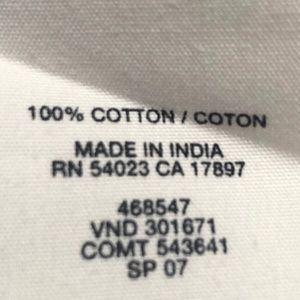 100% COTTON / COTON
MADE IN INDIA
RN 54023 CA 17897
468547
VND 301671
COMT 543641
SP 07